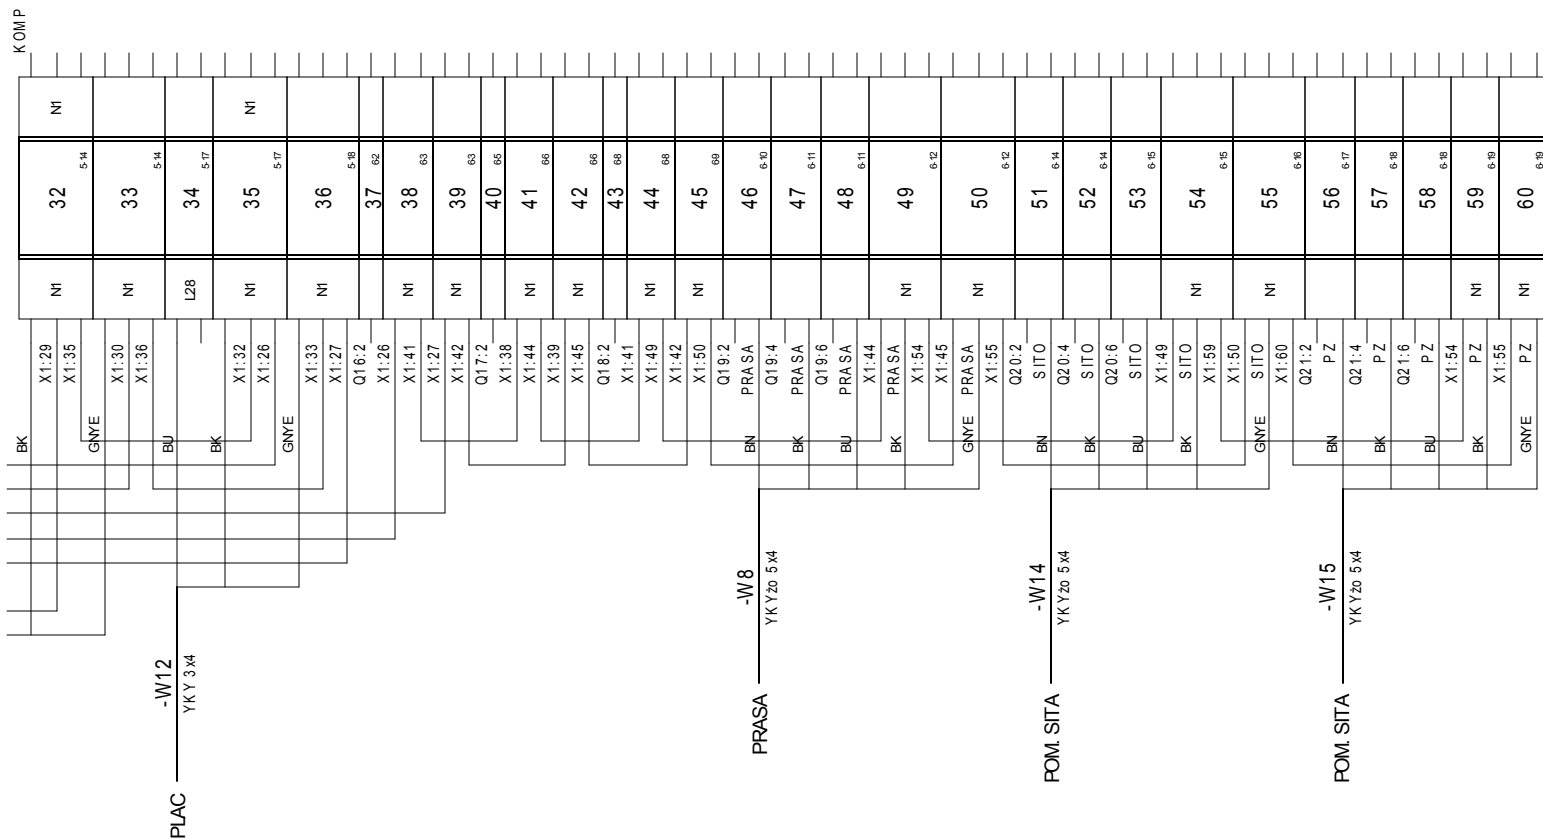 KOMP
N1
N1
5-14
5-14
5-17
5-17
5-18
62
63
63
65
66
66
68
68
69
6-10
6-11
6-11
6-12
6-12
6-14
6-14
6-15
6-15
6-16
6-17
6-18
6-18
6-19
6-19
32
33
34
35
36
37
38
39
40
41
42
43
44
45
46
47
48
49
50
51
52
53
54
55
56
57
58
59
60
N1
N1
L28
N1
N1
N1
N1
N1
N1
N1
N1
N1
N1
N1
N1
N1
N1
X1:29
X1:35
X1:30
X1:36
X1:32
X1:26
X1:33
X1:27
Q16:2
X1:26
X1:41
X1:27
X1:42
Q17:2
X1:38
X1:44
X1:39
X1:45
Q18:2
X1:41
X1:49
X1:42
X1:50
Q19:2
PRASA
Q19:4
PRASA
Q19:6
PRASA
X1:44
PRASA
X1:54
X1:45
PRASA
X1:55
Q20:2
SITO
Q20:4
SITO
Q20:6
SITO
X1:49
SITO
X1:59
X1:50
SITO
X1:60
Q21:2
PZ
Q21:4
PZ
Q21:6
PZ
X1:54
PZ
X1:55
PZ
BK
GNYE
BU
BK
GNYE
BN
BK
BU
BK
GNYE
BN
BK
BU
BK
GNYE
BN
BK
BU
BK
GNYE
-W12
YKY 3x4
PLAC
-W8
YKYżo 5x4
PRASA
-W14
YKYżo 5x4
POM. SITA
-W15
YKYżo 5x4
POM. SITA